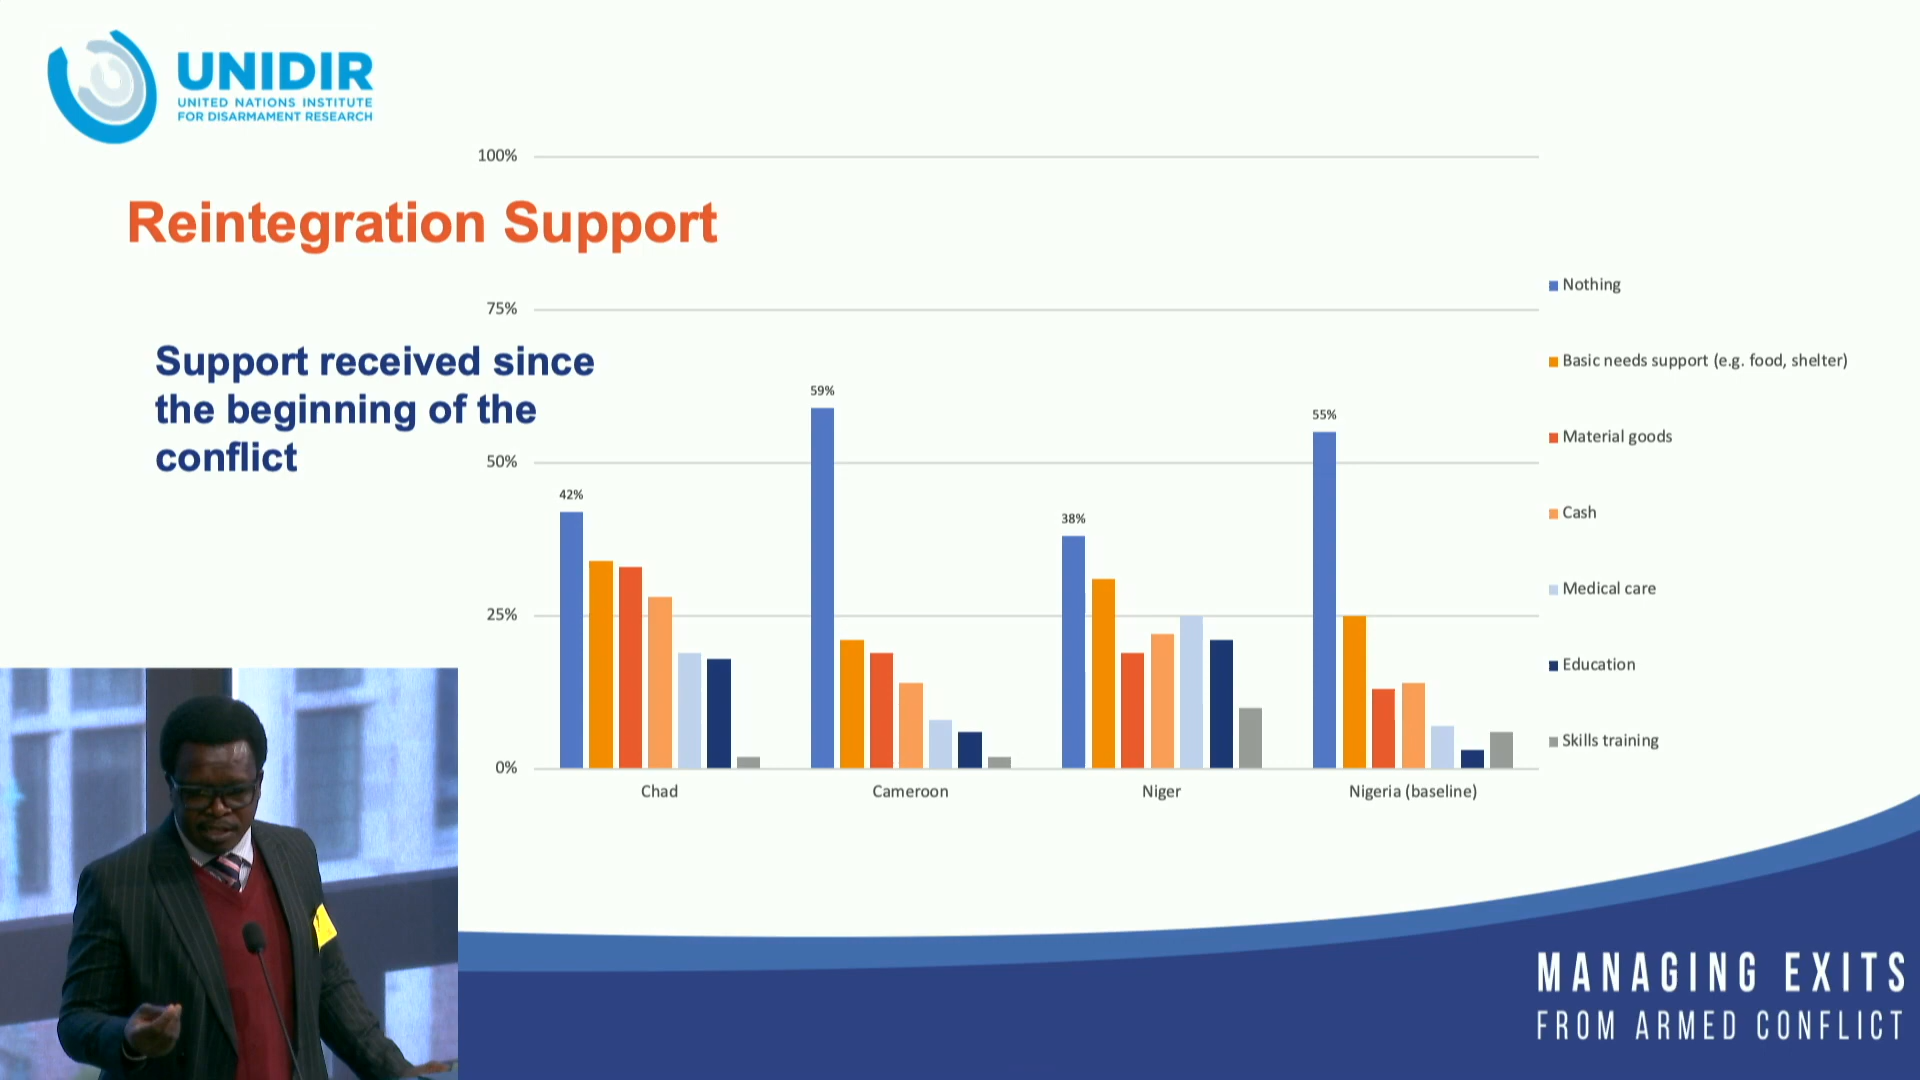 UNIDIR
UNITED NATIONS INSTITUTE
FOR DISARMAMENT RESEARCH
Reintegration Support
Support received since
the beginning of the
conflict
100%
75%
50%
25%
0%
42%
59%
38%
55%
Chad
Cameroon
Niger
Nigeria (baseline)
Nothing
Basic needs support (e.g. food, shelter)
Material goods
Cash
Medical care
Education
Skills training
MANAGING EXITS
FROM ARMED CONFLICT